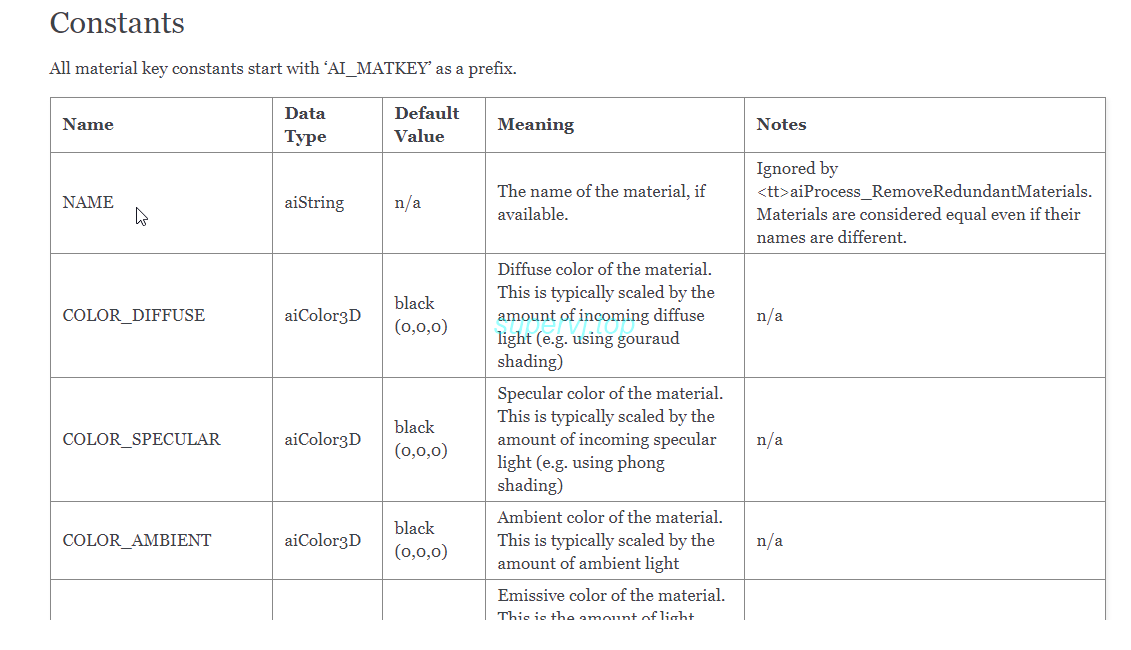 Constants
All material key constants start with ‘AI_MATKEY’ as a prefix.
Name
Data
Type
Default
Value
Meaning
Notes
NAME
aiString
n/a
The name of the material, if
available.
Ignored by
<tt>aiProcess_RemoveRedundantMaterials.
Materials are considered equal even if their
names are different.
COLOR_DIFFUSE
aiColor3D
black
(0,0,0)
Diffuse color of the material.
This is typically scaled by the
amount of incoming diffuse
light (e.g. using gouraud
shading)
n/a
supervj.top
COLOR_SPECULAR
aiColor3D
black
(0,0,0)
Specular color of the material.
This is typically scaled by the
amount of incoming specular
light (e.g. using phong
shading)
n/a
COLOR_AMBIENT
aiColor3D
black
(0,0,0)
Ambient color of the material.
This is typically scaled by the
amount of ambient light
n/a
Emissive color of the material.
This is the amount of light